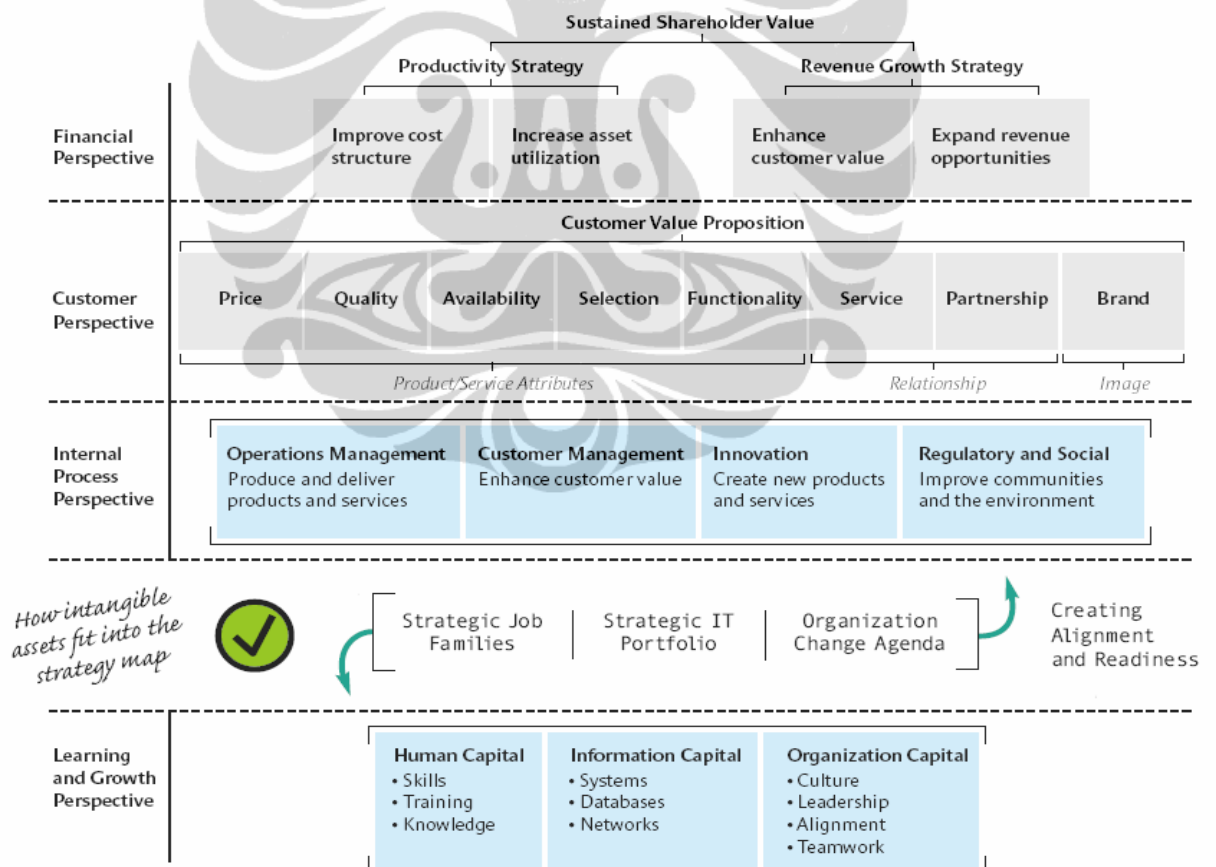 Sustained Shareholder Value
Productivity Strategy
Revenue Growth Strategy
Financial
Perspective
Improve cost
structure
Increase asset
utilization
Enhance
customer value
Expand revenue
opportunities
Customer Value Proposition
Customer
Perspective
Price
Quality
Availability
Selection
Functionality
Service
Partnership
Brand
Product/Service Attributes
Relationship
Image
Internal
Process
Perspective
Operations Management
Produce and deliver
products and services
Customer Management
Enhance customer value
Innovation
Create new products
and services
Regulatory and Social
Improve communities
and the environment
How intangible
assets fit into the
strategy map
Strategic Job
Families
Strategic IT
Portfolio
Organization
Change Agenda
Creating
Alignment
and Readiness
Learning
and Growth
Perspective
Human Capital
• Skills
• Training
• Knowledge
Information Capital
• Systems
• Databases
• Networks
Organization Capital
• Culture
• Leadership
• Alignment
• Teamwork